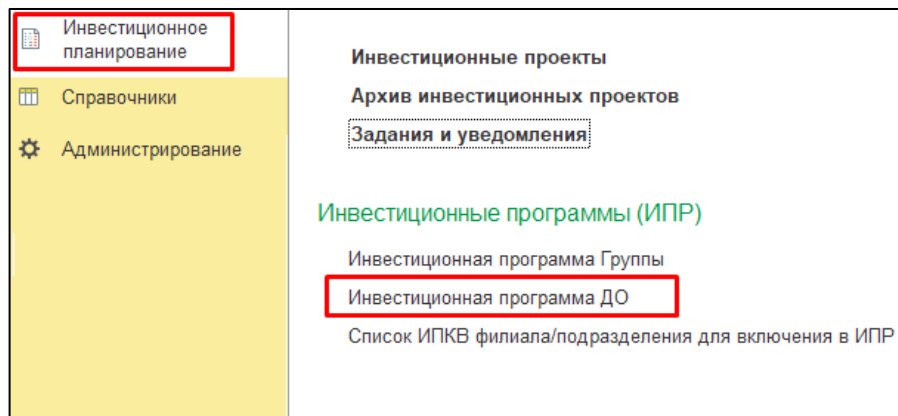 Инвестиционное
планирование
Справочники
Администрирование
Инвестиционные проекты
Архив инвестиционных проектов
Задания и уведомления
Инвестиционные программы (ИПР)
Инвестиционная программа Группы
Инвестиционная программа ДО
Список ИПКВ филиала/подразделения для включения в ИПР